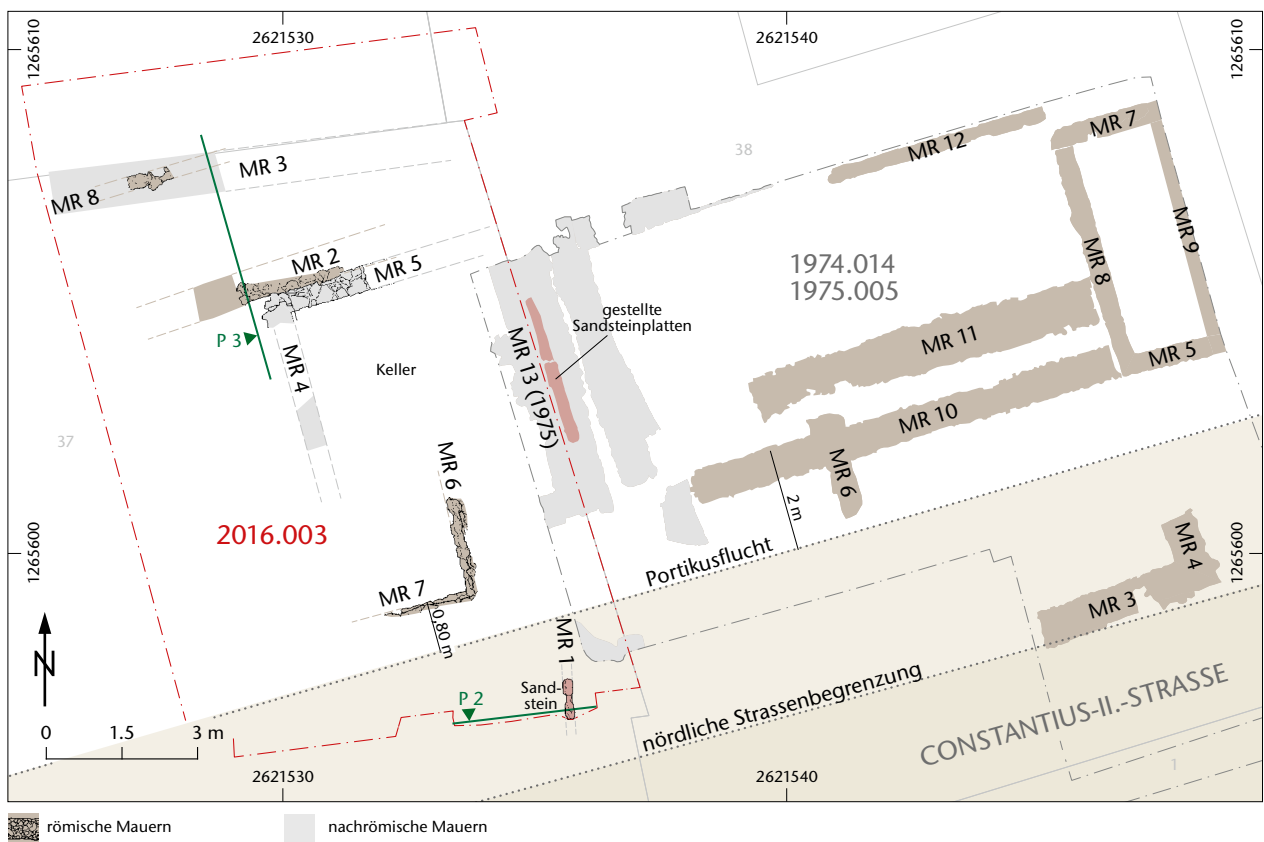 2621530
2621540
1265610
1265610
MR 3
MR 8
MR 2
MR 5
P 3
MR 4
Keller
37
MR 6
2016.003
MR 7
0,80 m
MR 1
Sand-
stein
P 2
N
0 1.5 3 m
1265600
2621530
MR 13 (1975)
gestellte
Sandsteinplatten
38
1974.014
1975.005
MR 12
MR 7
MR 9
MR 8
MR 11
MR 5
MR 10
MR 6
2 m
Portikusflucht
MR 4
MR 3
1265600
nördliche Strassenbegrenzung
CONSTANTIUS-II.-STRASSE
1
2621540
römische Mauern
nachrömische Mauern